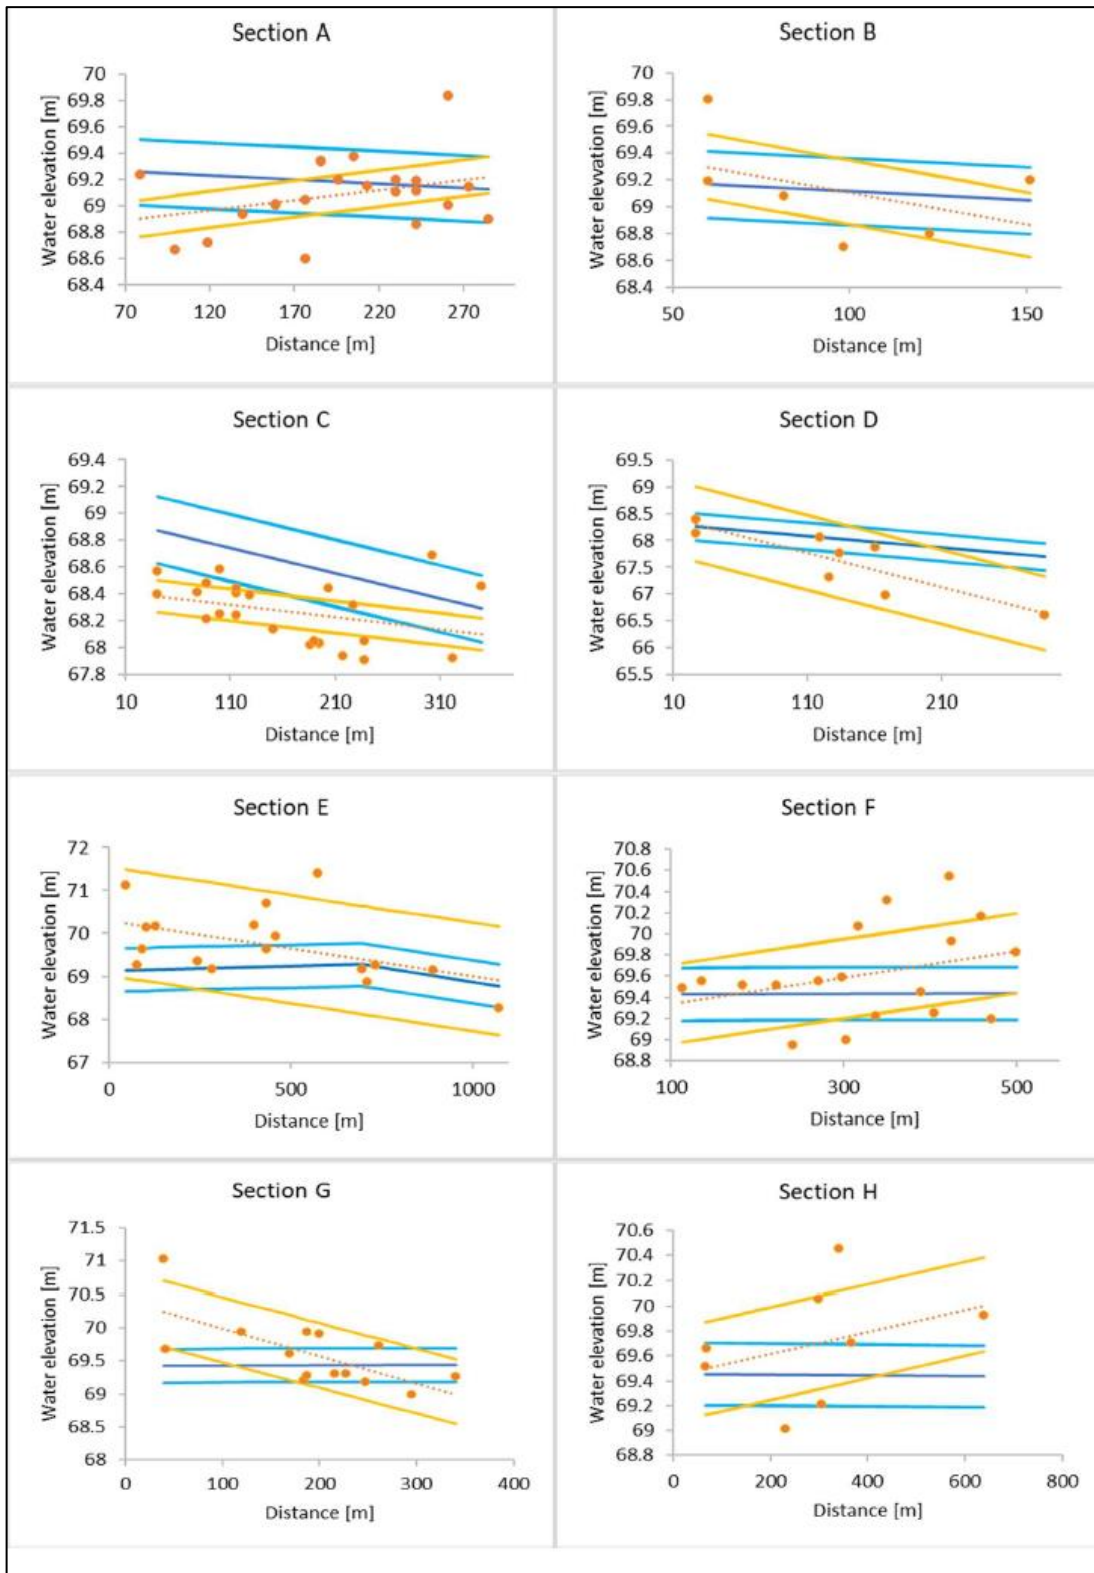 Section A
Water elevation [m]
70
69.8
69.6
69.4
69.2
69
68.8
68.6
68.4
70 120 170 220 270
Distance [m]
Section B
Water elevation [m]
70
69.8
69.6
69.4
69.2
69
68.8
68.6
68.4
50 100 150
Distance [m]
Section C
Water elevation [m]
69.4
69.2
69
68.8
68.6
68.4
68.2
68
67.8
10 110 210 310
Distance [m]
Section D
Water elevation [m]
69.5
69
68.5
68
67.5
67
66.5
66
65.5
10 110 210
Distance [m]
Section E
Water elevation [m]
72
71
70
69
68
67
0 500 1000
Distance [m]
Section F
Water elevation [m]
70.8
70.6
70.4
70.2
70
69.8
69.6
69.4
69.2
69
68.8
100 300 500
Distance [m]
Section G
Water elevation [m]
71.5
71
70.5
70
69.5
69
68.5
68
0 100 200 300 400
Distance [m]
Section H
Water elevation [m]
70.6
70.4
70.2
70
69.8
69.6
69.4
69.2
69
68.8
0 200 400 600 800
Distance [m]